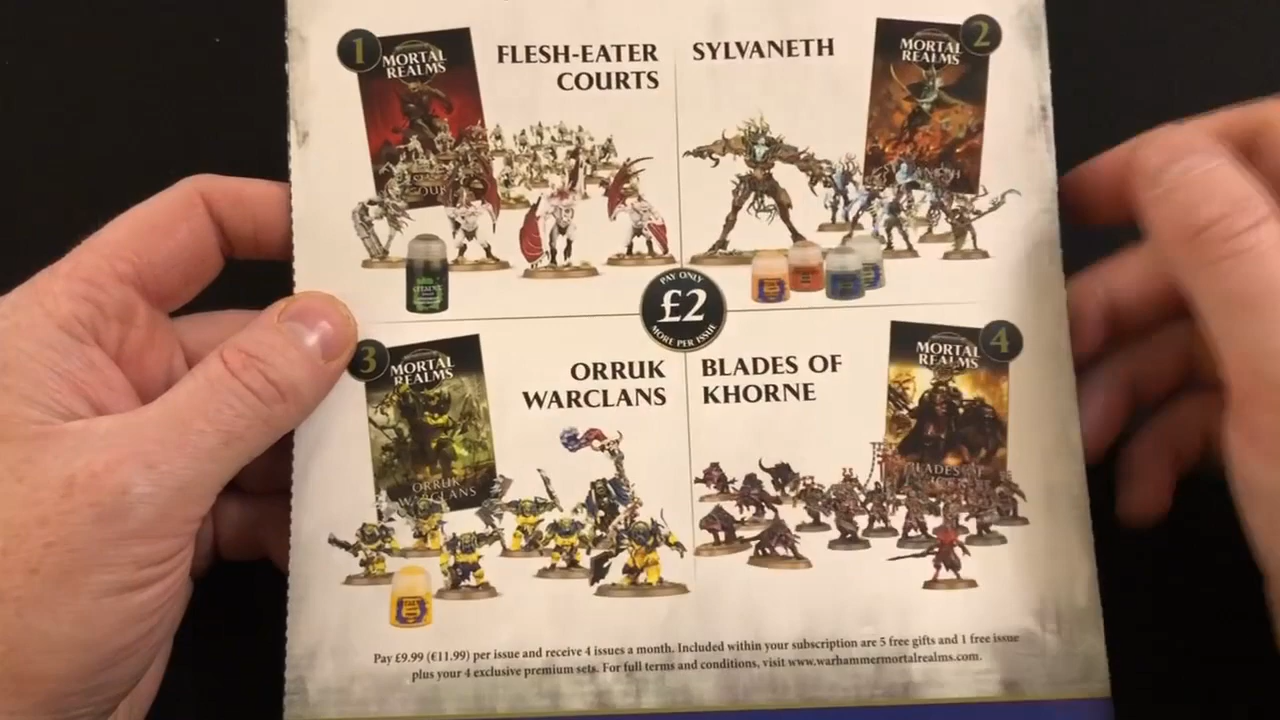 1
MORTAL
REALMS
FLESH-EATER
COURTS
SYLVANETH
MORTAL
REALMS
2
CITADEL
PAY ONLY
£2
MORE PER ISSUE
3
MORTAL
REALMS
ORRUK
WARCLANS
ORRUK
WARCLANS
BLADES OF
KHORNE
MORTAL
REALMS
4
BLADES OF
Pay £9.99 (€11.99) per issue and receive 4 issues a month. Included within your subscription are 5 free gifts and 1 free issue
plus your 4 exclusive premium sets. For full terms and conditions, visit www.warhammermortalrealms.com.